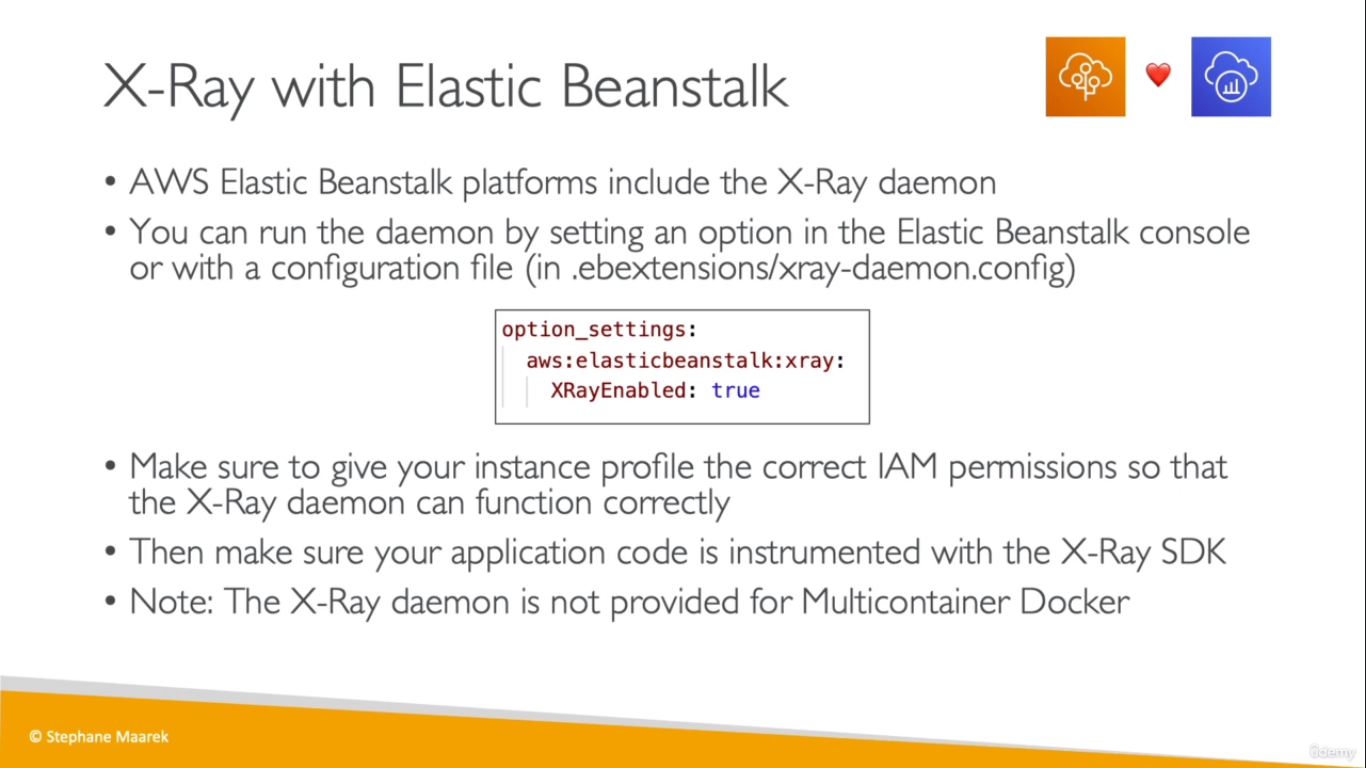 X-Ray with Elastic Beanstalk
• AWS Elastic Beanstalk platforms include the X-Ray daemon
• You can run the daemon by setting an option in the Elastic Beanstalk console
or with a configuration file (in .ebextensions/xray-daemon.config)
option_settings:
aws:elasticbeanstalk:xray:
XRayEnabled: true
• Make sure to give your instance profile the correct IAM permissions so that
the X-Ray daemon can function correctly
• Then make sure your application code is instrumented with the X-Ray SDK
• Note: The X-Ray daemon is not provided for Multicontainer Docker
© Stephane Maarek
ûdemy